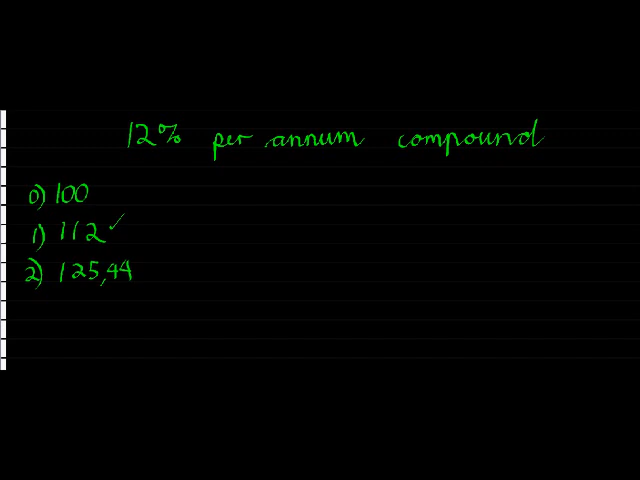 12% per annum compound
0) 100
1) 112 ✓
2) 125,44